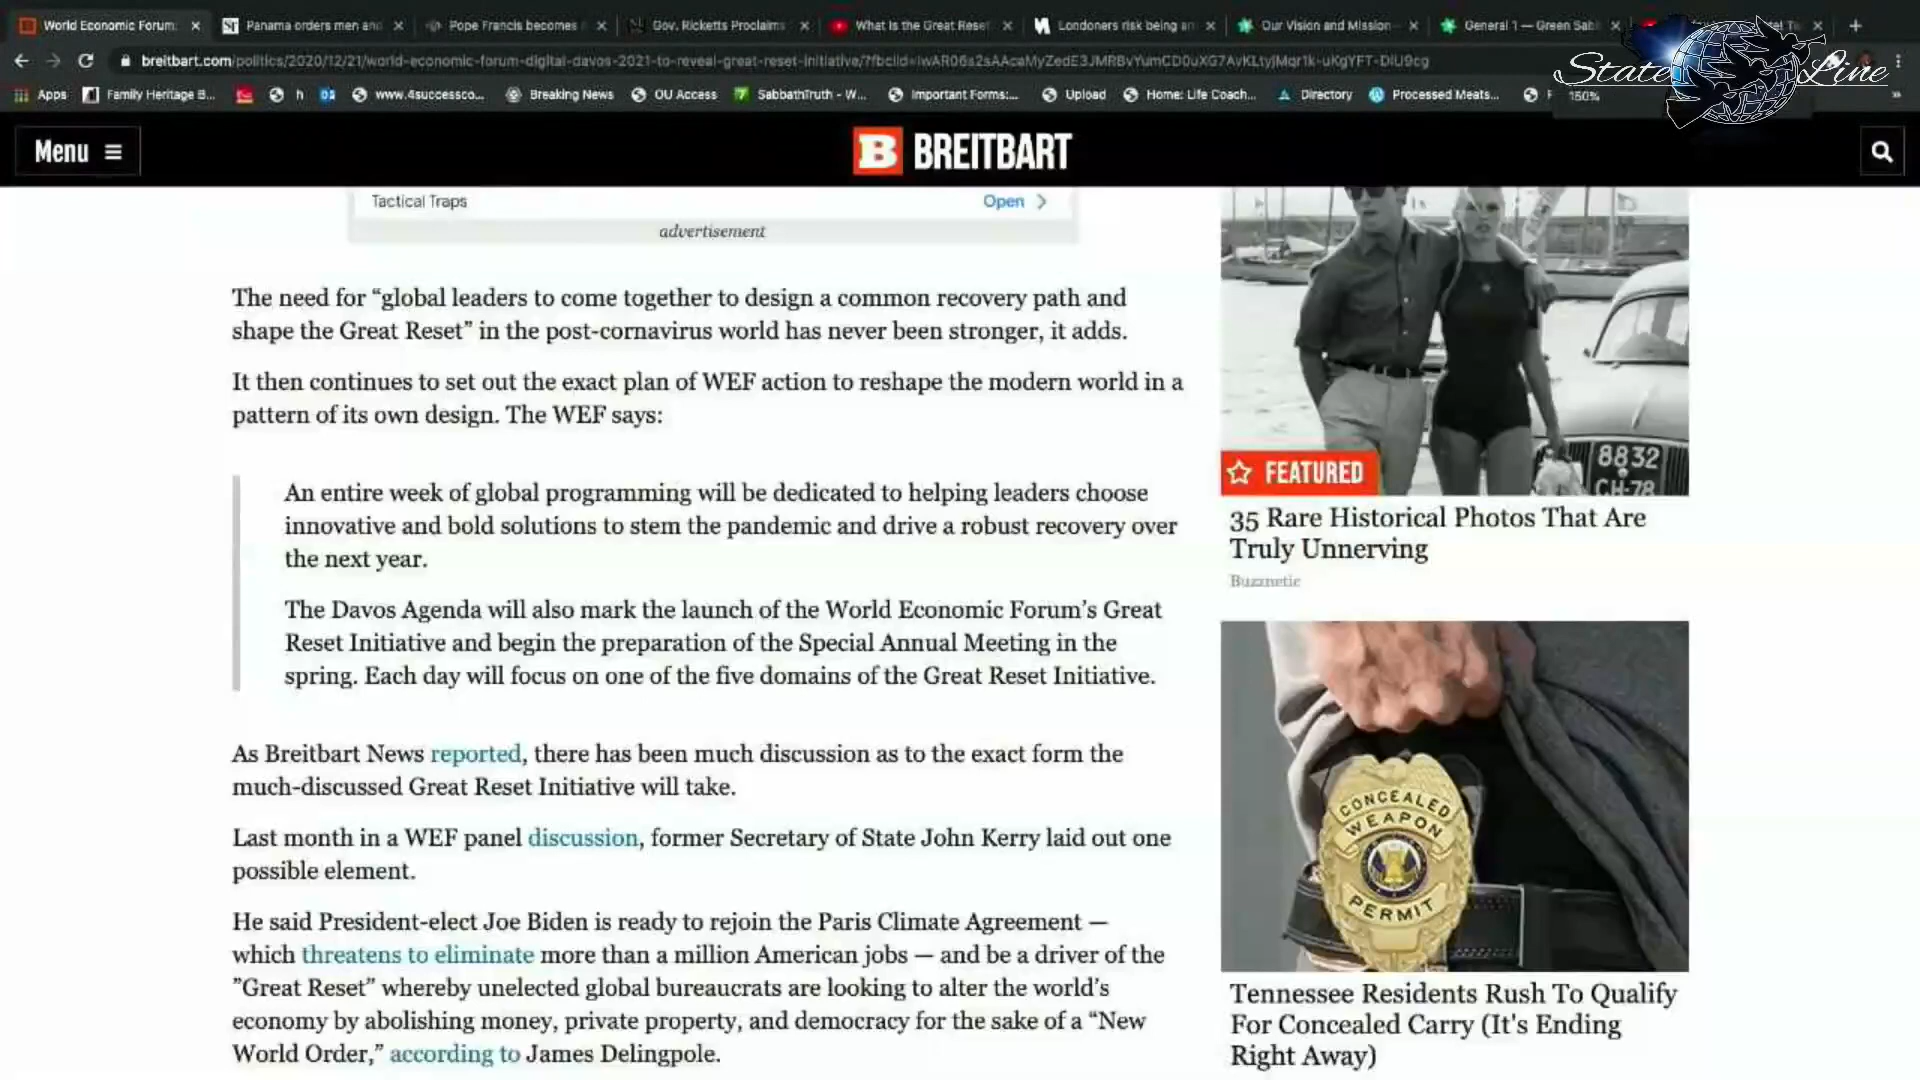 World Economic Forum:
Panama orders men and
Pope Francis becomes
Gov. Ricketts Proclaims
What is the Great Reset
Londoners risk being an
Our Vision and Mission
General 1 — Green Sab
breitbart.com/politics/2020/12/21/world-economic-forum-digital-davos-2021-to-reveal-great-reset-initiative/
State Line
Apps
Family Heritage B...
h
www.4successco...
Breaking News
OU Access
SabbathTruth - W...
Important Forms:...
Upload
Home: Life Coach...
Directory
Processed Meats...
150%
Menu
B BREITBART
Tactical Traps
Open
advertisement
The need for “global leaders to come together to design a common recovery path and
shape the Great Reset” in the post-cornavirus world has never been stronger, it adds.
It then continues to set out the exact plan of WEF action to reshape the modern world in a
pattern of its own design. The WEF says:
An entire week of global programming will be dedicated to helping leaders choose
innovative and bold solutions to stem the pandemic and drive a robust recovery over
the next year.
The Davos Agenda will also mark the launch of the World Economic Forum’s Great
Reset Initiative and begin the preparation of the Special Annual Meeting in the
spring. Each day will focus on one of the five domains of the Great Reset Initiative.
As Breitbart News reported, there has been much discussion as to the exact form the
much-discussed Great Reset Initiative will take.
Last month in a WEF panel discussion, former Secretary of State John Kerry laid out one
possible element.
He said President-elect Joe Biden is ready to rejoin the Paris Climate Agreement —
which threatens to eliminate more than a million American jobs — and be a driver of the
”Great Reset” whereby unelected global bureaucrats are looking to alter the world’s
economy by abolishing money, private property, and democracy for the sake of a “New
World Order,” according to James Delingpole.
8832
CH-78
FEATURED
35 Rare Historical Photos That Are
Truly Unnerving
Buzznetic
CONCEALED
WEAPON
PERMIT
Tennessee Residents Rush To Qualify
For Concealed Carry (It's Ending
Right Away)